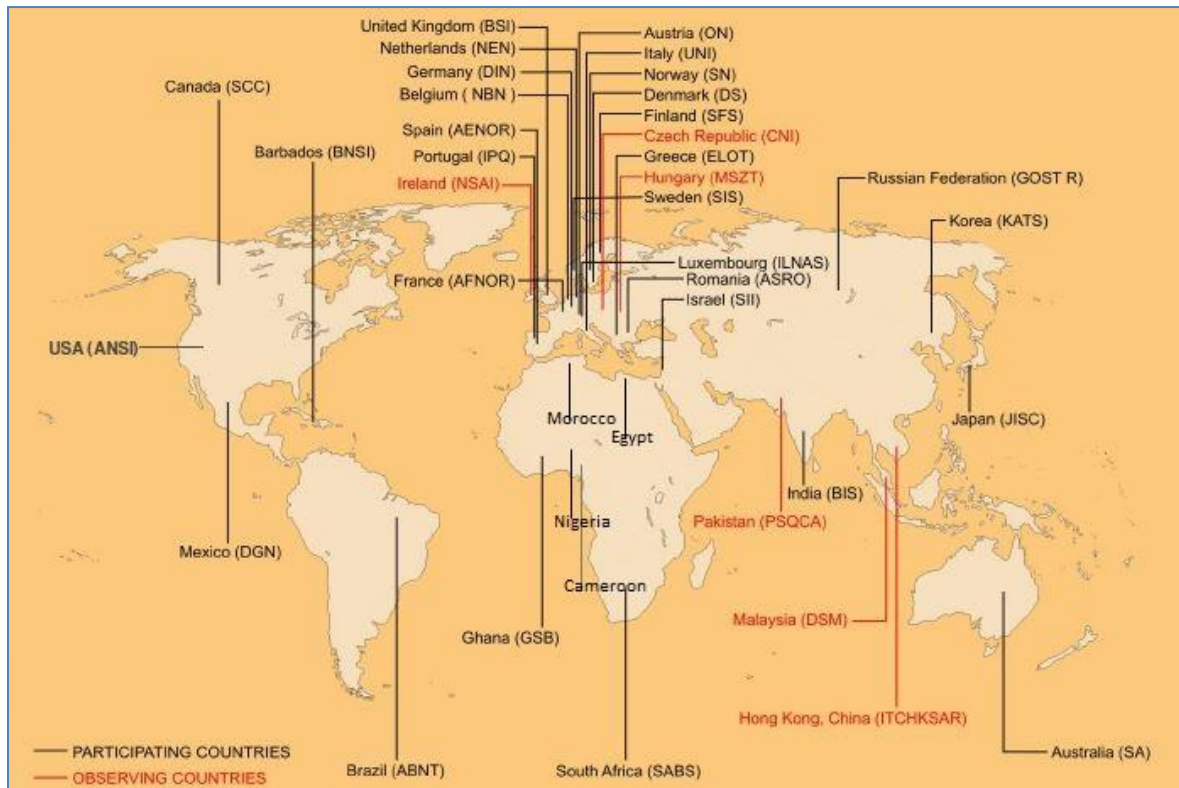 United Kingdom (BSI)
Netherlands (NEN)
Germany (DIN)
Belgium ( NBN )
Canada (SCC)
Spain (AENOR)
Barbados (BNSI)
Portugal (IPQ)
Ireland (NSAI)
Austria (ON)
Italy (UNI)
Norway (SN)
Denmark (DS)
Finland (SFS)
Czech Republic (CNI)
Greece (ELOT)
Hungary (MSZT)
Sweden (SIS)
Russian Federation (GOST R)
Korea (KATS)
Luxembourg (ILNAS)
Romania (ASRO)
Israel (SII)
France (AFNOR)
USA (ANSI)
Morocco
Egypt
Japan (JISC)
India (BIS)
Pakistan (PSQCA)
Nigeria
Mexico (DGN)
Cameroon
Malaysia (DSM)
Ghana (GSB)
Hong Kong, China (ITCHKSAR)
Australia (SA)
Brazil (ABNT)
South Africa (SABS)
PARTICIPATING COUNTRIES
OBSERVING COUNTRIES